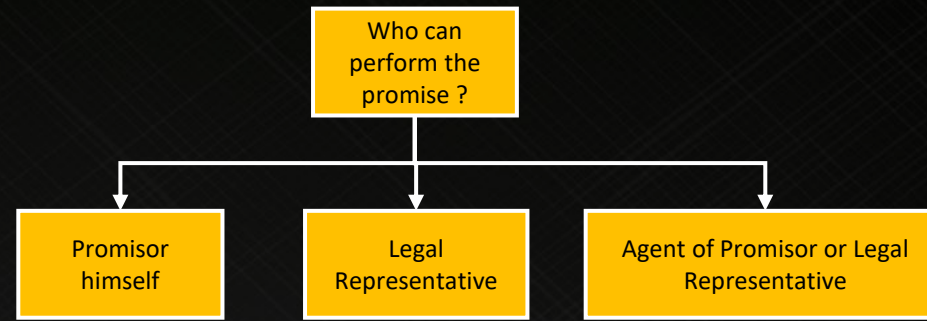 Who can
perform the
promise ?
Promisor
himself
Legal
Representative
Agent of Promisor or Legal
Representative